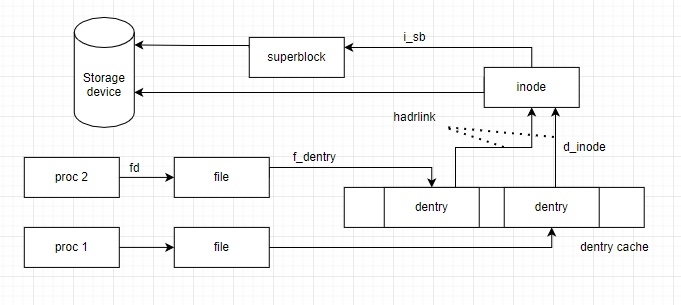 i_sb
superblock
Storage
device
inode
hadrlink
d_inode
f_dentry
fd
proc 2
file
dentry
dentry
proc 1
file
dentry cache